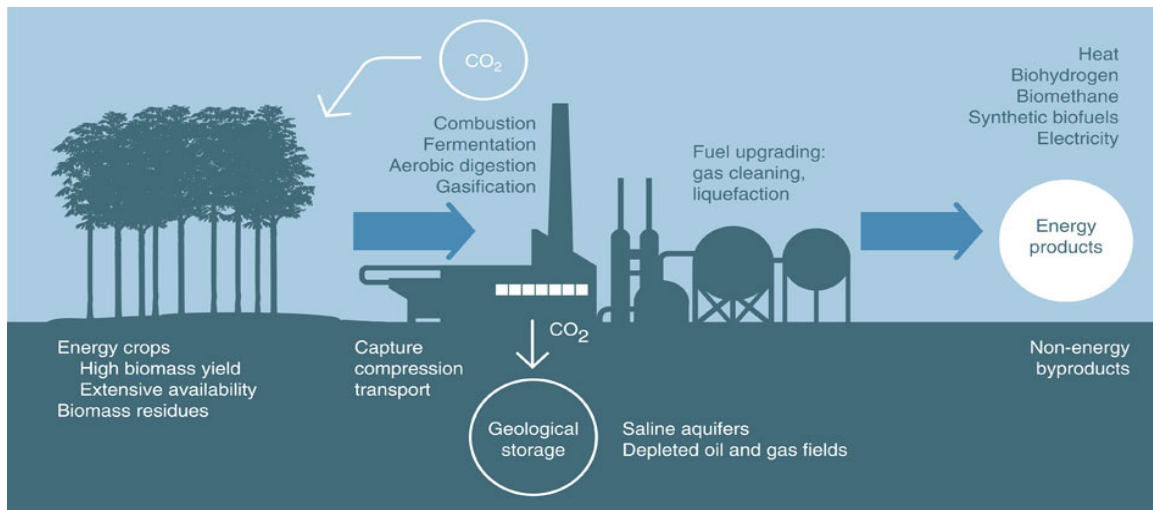 CO2
Combustion
Fermentation
Aerobic digestion
Gasification
Fuel upgrading:
gas cleaning,
liquefaction
Heat
Biohydrogen
Biomethane
Synthetic biofuels
Electricity
Energy
products
CO2
Energy crops
High biomass yield
Extensive availability
Biomass residues
Capture
compression
transport
Geological
storage
Saline aquifers
Depleted oil and gas fields
Non-energy
byproducts